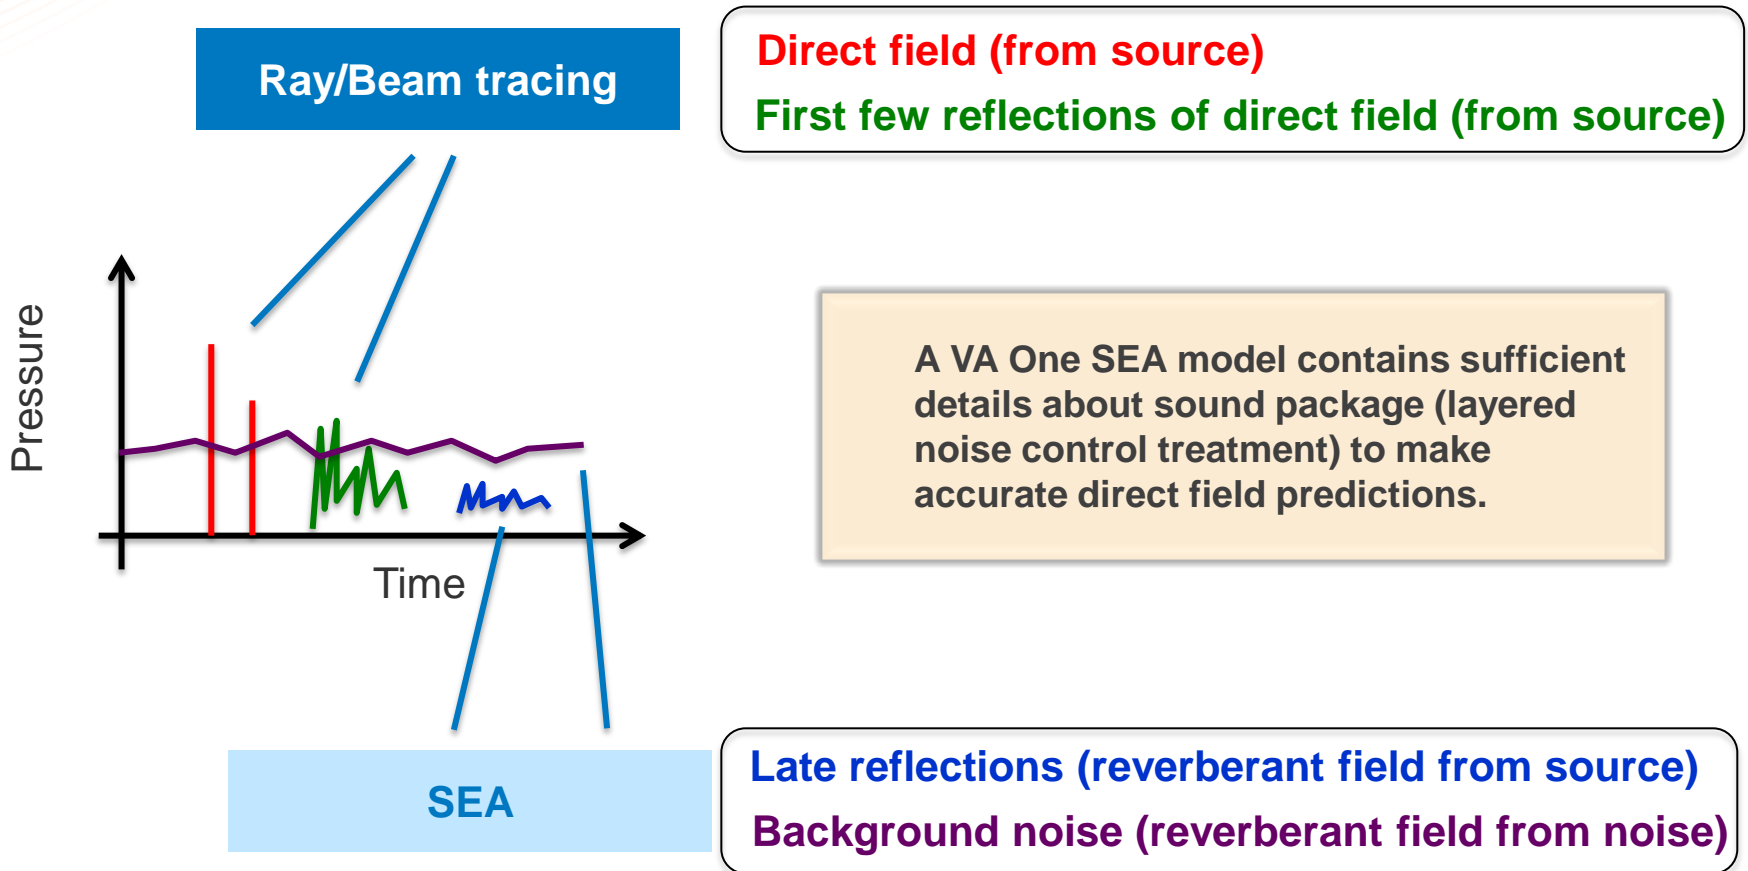 Ray/Beam tracing
Direct field (from source)
First few reflections of direct field (from source)
Pressure
Time
A VA One SEA model contains sufficient
details about sound package (layered
noise control treatment) to make
accurate direct field predictions.
SEA
Late reflections (reverberant field from source)
Background noise (reverberant field from noise)